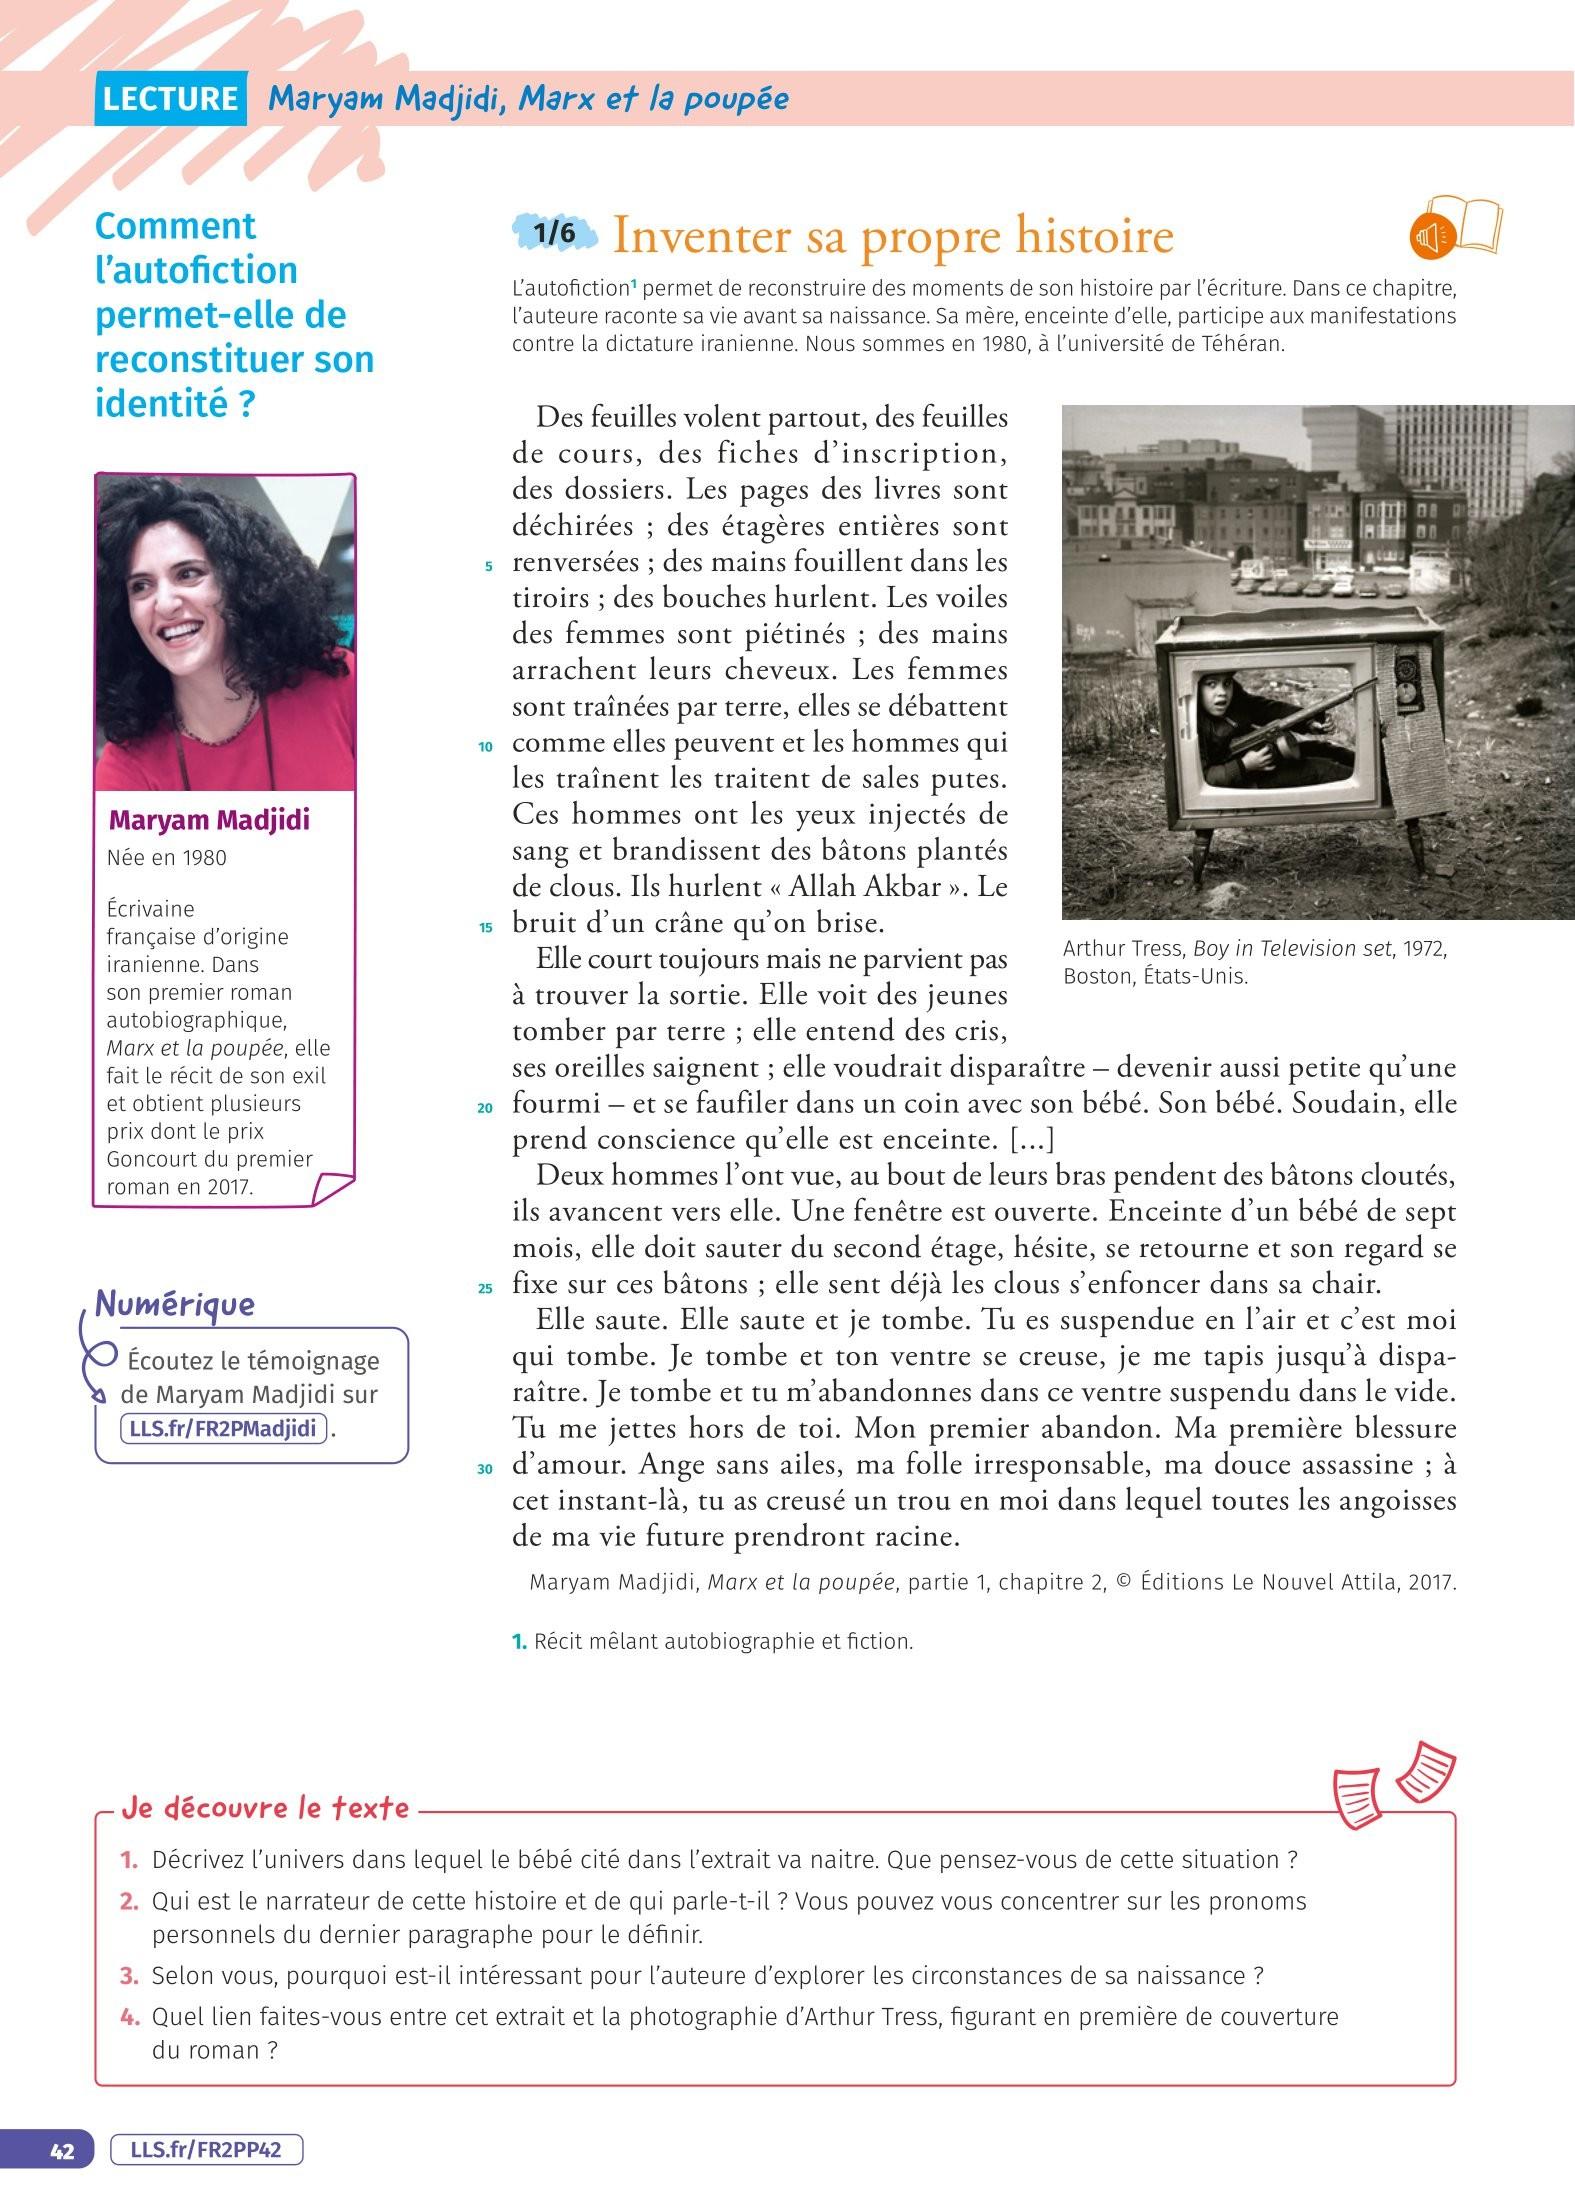 LECTURE Maryam Madjidi, Marx et la poupée
Comment
l'autofiction
permet-elle de
reconstituer son
identité ?
Maryam Madjidi
Née en 1980
Écrivaine
française d'origine
iranienne. Dans
son premier roman
autobiographique,
Marx et la poupée, elle
fait le récit de son exil
et obtient plusieurs
prix dont le prix
Goncourt du premier
roman en 2017.
Numérique
Écoutez le témoignage
de Maryam Madjidi sur
LLS.fr/FR2PMadjidi .
1/6 Inventer sa propre histoire
L'autofiction¹ permet de reconstruire des moments de son histoire par l'écriture. Dans ce chapitre,
l'auteure raconte sa vie avant sa naissance. Sa mère, enceinte d'elle, participe aux manifestations
contre la dictature iranienne. Nous sommes en 1980, à l'université de Téhéran.
Des feuilles volent partout, des feuilles
de cours, des fiches d'inscription,
des dossiers. Les pages des livres sont
déchirées ; des étagères entières sont
5 renversées ; des mains fouillent dans les
tiroirs ; des bouches hurlent. Les voiles
des femmes sont piétinés ; des mains
arrachent leurs cheveux. Les femmes
sont traînées par terre, elles se débattent
10 comme elles peuvent et les hommes qui
les traînent les traitent de sales putes.
Ces hommes ont les yeux injectés de
sang et brandissent des bâtons plantés
de clous. Ils hurlent « Allah Akbar ». Le
15 bruit d'un crâne qu'on brise.
Elle court toujours mais ne parvient pas
à trouver la sortie. Elle voit des jeunes
tomber par terre ; elle entend des cris,
ses oreilles saignent ; elle voudrait disparaître – devenir aussi petite qu'une
20 fourmi – et se faufiler dans un coin avec son bébé. Son bébé. Soudain, elle
prend conscience qu'elle est enceinte. [...]
Deux hommes l'ont vue, au bout de leurs bras pendent des bâtons cloutés,
ils avancent vers elle. Une fenêtre est ouverte. Enceinte d'un bébé de sept
mois, elle doit sauter du second étage, hésite, se retourne et son regard se
25 fixe sur ces bâtons ; elle sent déjà les clous s'enfoncer dans sa chair.
Elle saute. Elle saute et je tombe. Tu es suspendue en l'air et c'est moi
qui tombe. Je tombe et ton ventre se creuse, je me tapis jusqu'à dispa-
raître. Je tombe et tu m'abandonnes dans ce ventre suspendu dans le vide.
Tu me jettes hors de toi. Mon premier abandon. Ma première blessure
30 d'amour. Ange sans ailes, ma folle irresponsable, ma douce assassine ; à
cet instant-là, tu as creusé un trou en moi dans lequel toutes les angoisses
de ma vie future prendront racine.
Maryam Madjidi, Marx et la poupée, partie 1, chapitre 2, © Éditions Le Nouvel Attila, 2017.
1. Récit mêlant autobiographie et fiction.
Arthur Tress, Boy in Television set, 1972,
Boston, États-Unis.
Je découvre le texte
1. Décrivez l'univers dans lequel le bébé cité dans l'extrait va naitre. Que pensez-vous de cette situation ?
2. Qui est le narrateur de cette histoire et de qui parle-t-il ? Vous pouvez vous concentrer sur les pronoms
personnels du dernier paragraphe pour le définir.
3. Selon vous, pourquoi est-il intéressant pour l'auteure d'explorer les circonstances de sa naissance ?
4. Quel lien faites-vous entre cet extrait et la photographie d'Arthur Tress, figurant en première de couverture
du roman ?
42 LLS.fr/FR2PP42